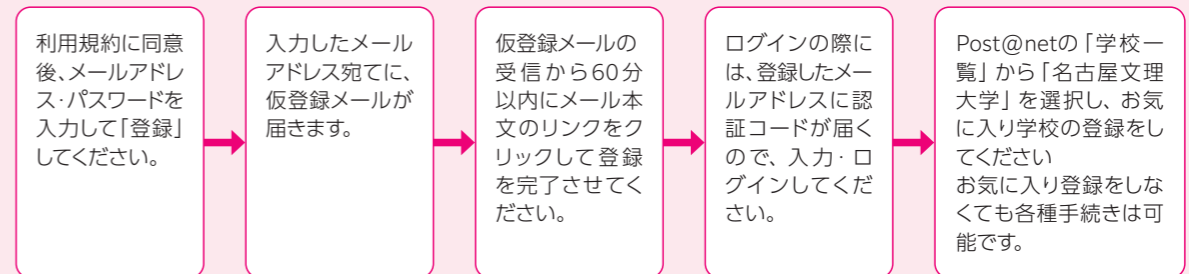 利用規約に同意
後、メールアドレ
ス・パスワードを
入力して「登録」
してください。
入力したメール
アドレス宛てに、
仮登録メールが
届きます。
仮登録メールの
受信から60分
以内にメール本
文のリンクをク
リックして登録
を完了させてく
ださい。
ログインの際に
は、登録したメー
ルアドレスに認
証コードが届く
ので、入力・ロ
グインしてくだ
さい。
Post@netの「学校一
覧」から「名古屋文理
大学」を選択し、お気
に入り学校の登録をし
てください
お気に入り登録をしな
くても各種手続きは可
能です。